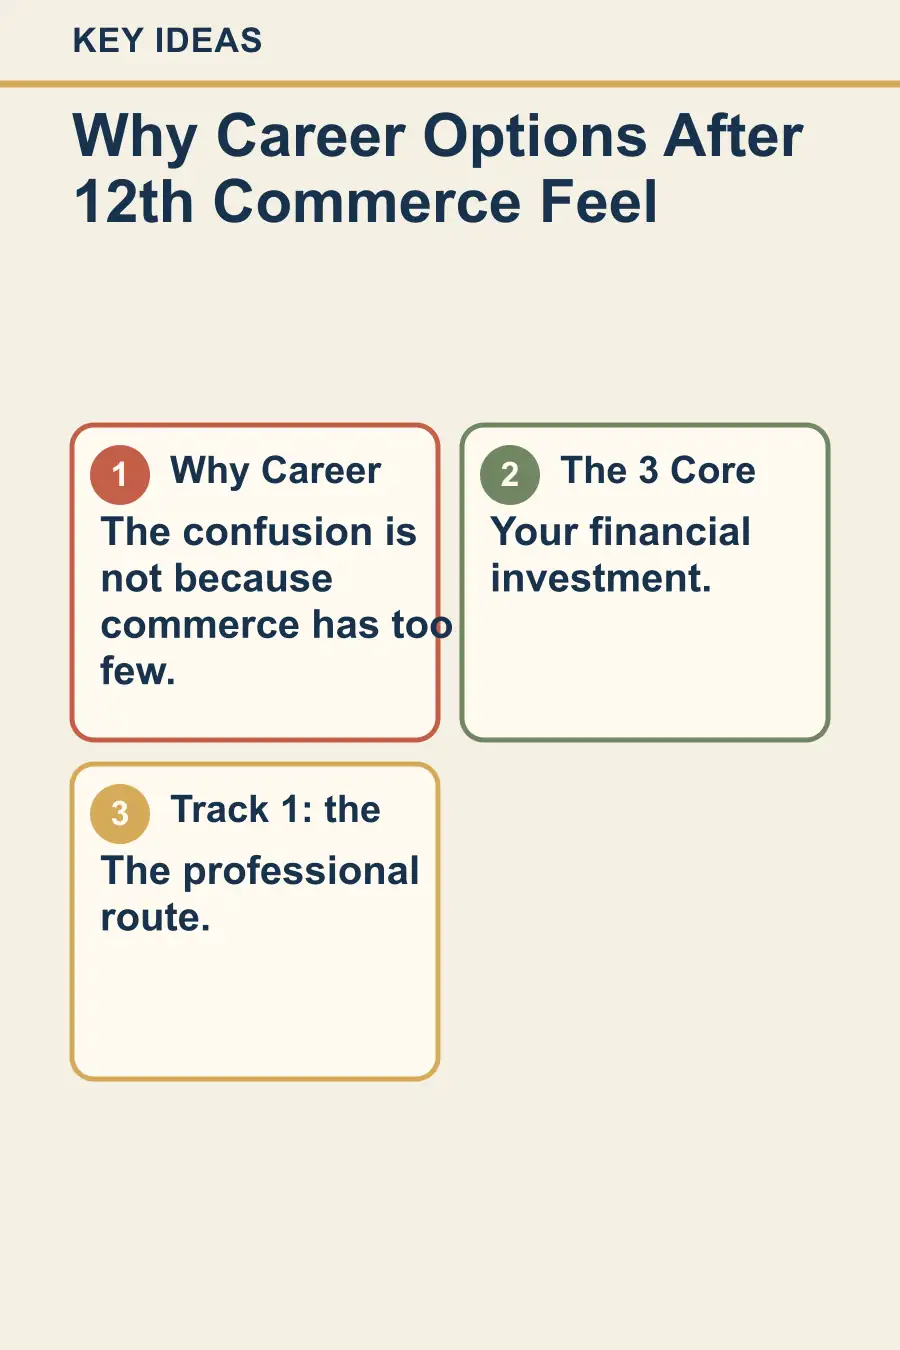 KEY IDEAS
Why Career Options After
12th Commerce Feel
1
Why Career
The confusion is
not because
commerce has too
few.
2
The 3 Core
Your financial
investment.
3
Track 1: the
The professional
route.